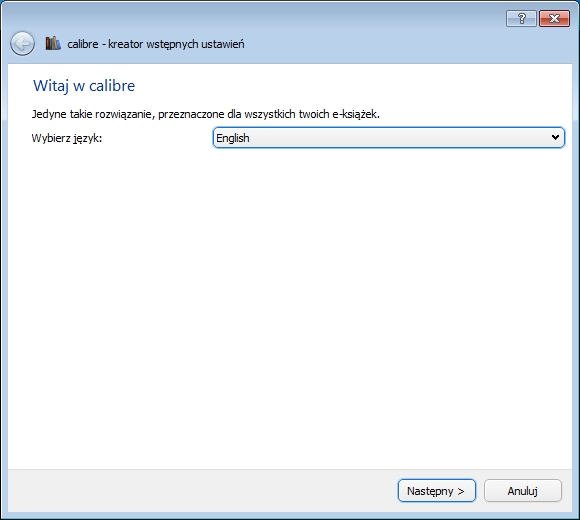 ?
calibre - kreator wstępnych ustawień
Witaj w calibre
Jedyne takie rozwiązanie, przeznaczone dla wszystkich twoich e-książek.
Wybierz język: English
Następny > Anuluj